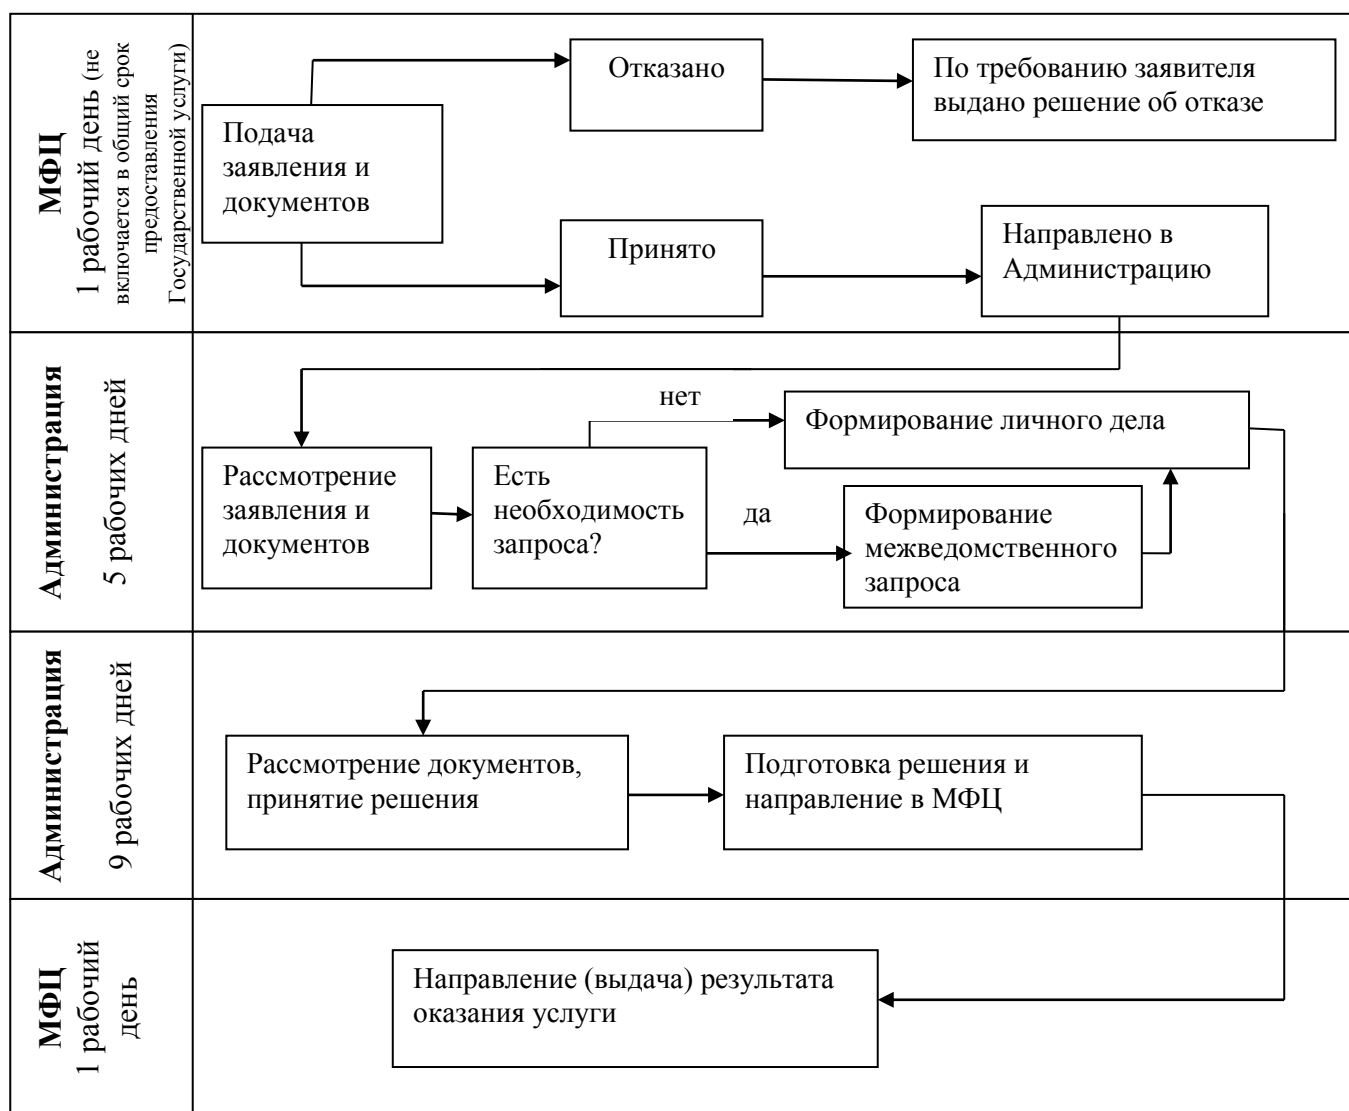 МФЦ
1 рабочий день (не
включается в общий срок
предоставления
Государственной услуги)
Подача
заявления и
документов
Отказано
По требованию заявителя
выдано решение об отказе
Принято
Направлено в
Администрацию
Администрация
5 рабочих дней
Рассмотрение
заявления и
документов
Есть
необходимость
запроса?
нет
Формирование личного дела
да
Формирование
межведомственного
запроса
Администрация
9 рабочих дней
Рассмотрение документов,
принятие решения
Подготовка решения и
направление в МФЦ
МФЦ
1 рабочий
день
Направление (выдача) результата
оказания услуги